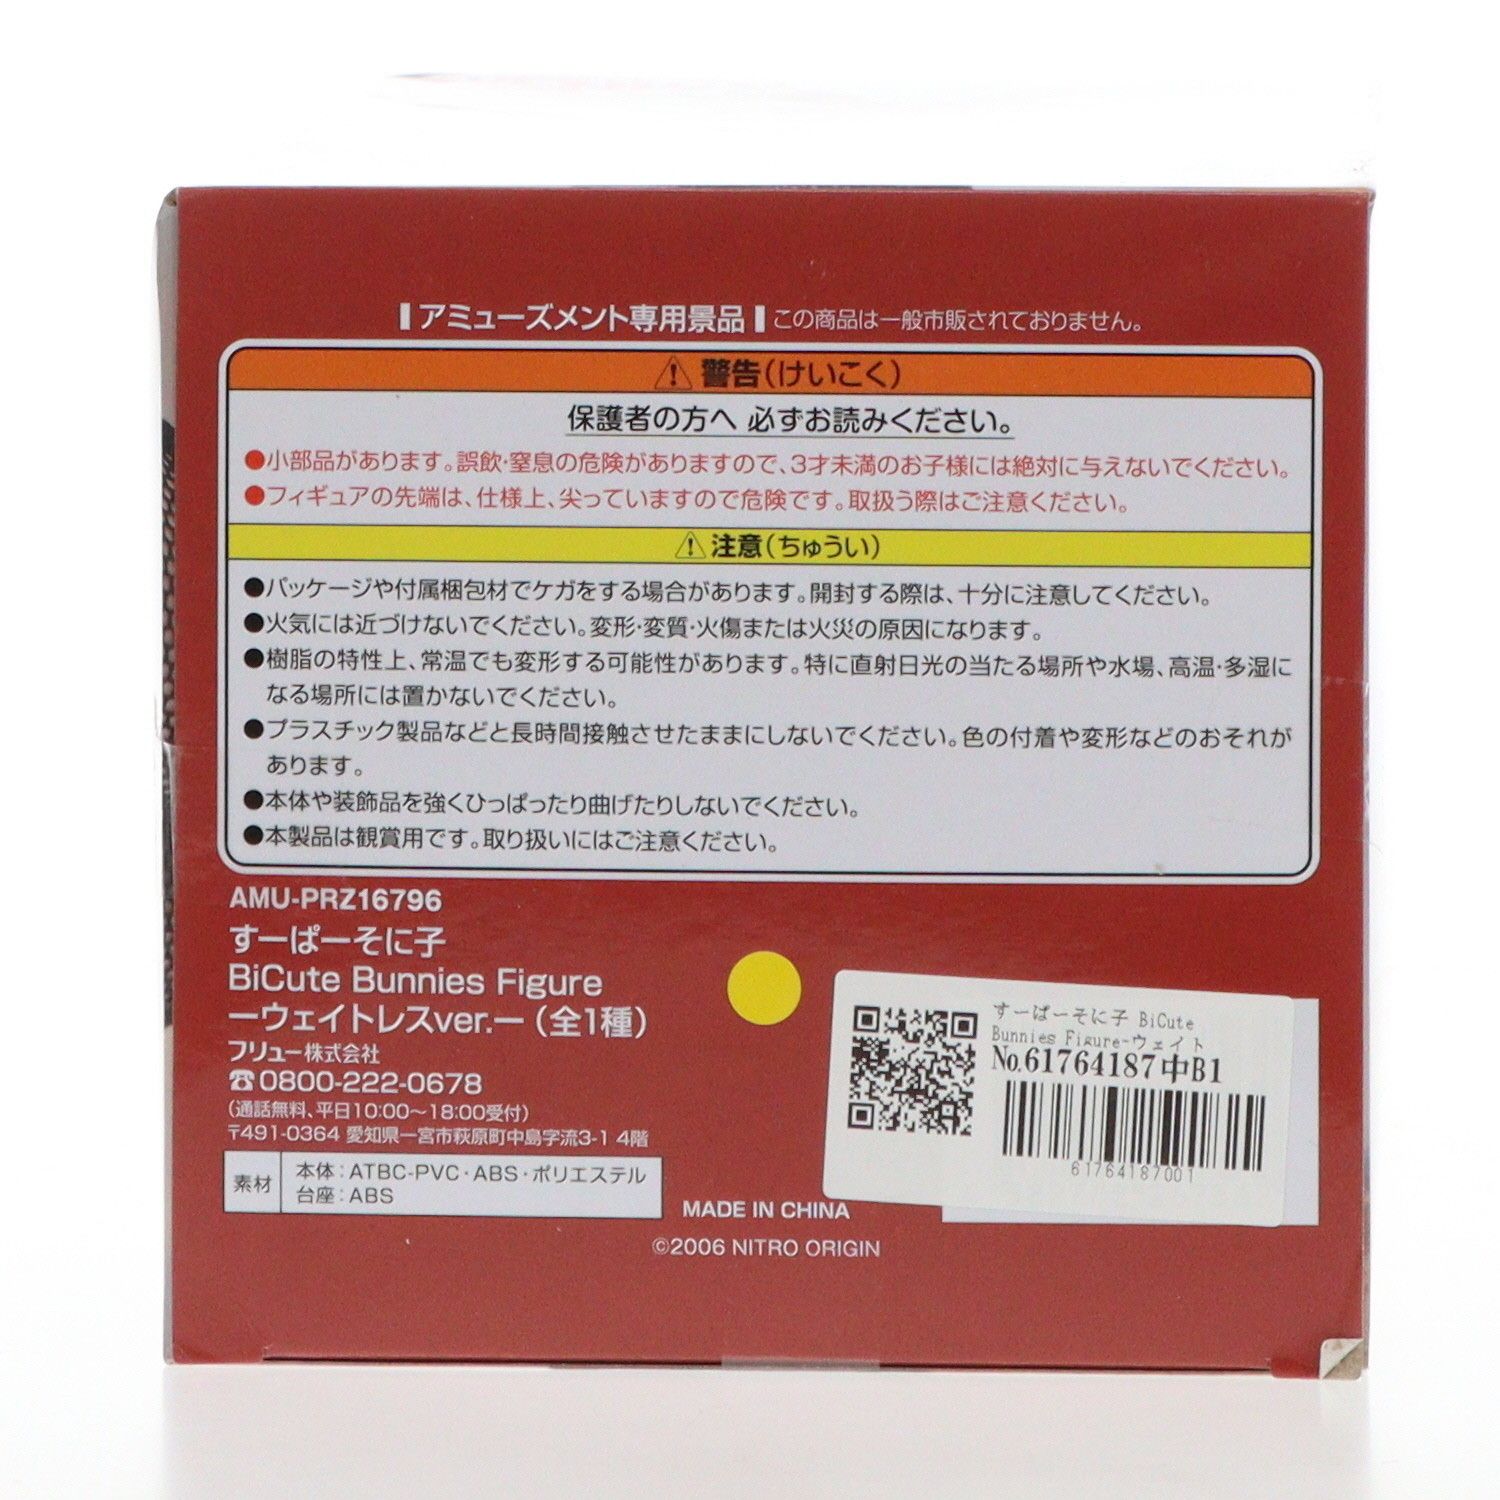 アミューズメント専用景品 この商品は一般市販されておりません。
⚠警告(けいこく)
保護者の方へ 必ずお読みください。
●小部品があります。誤飲・窒息の危険がありますので、3才未満のお子様には絶対に与えないでください。
●フィギュアの先端は、仕様上、尖っていますので危険です。取扱う際はご注意ください。
⚠注意(ちゅうい)
●パッケージや付属梱包材でケガをする場合があります。開封する際は、十分に注意してください。
●火気には近づけないでください。変形・変質・火傷または火災の原因になります。
●樹脂の特性上、常温でも変形する可能性があります。特に直射日光の当たる場所や水場、高温・多湿に
なる場所には置かないでください。
●プラスチック製品などと長時間接触させたままにしないでください。色の付着や変形などのおそれが
あります。
●本体や装飾品を強くひっぱったり曲げたりしないでください。
●本製品は観賞用です。取り扱いにはご注意ください。
AMU-PRZ16796
すーぱーそに子
BiCute Bunnies Figure
ーウェイトレスver.ー(全1種)
フリュー株式会社
☎0800-222-0678
(通話無料、平日10:00〜18:00受付)
〒491-0364 愛知県一宮市萩原町中島字流3-1 4階
素材
本体:ATBC-PVC・ABS・ポリエステル
台座:ABS
MADE IN CHINA
©2006 NITRO ORIGIN
すーぱーそに子 BiCute
Bunnies Figure-ウェイト
No.61764187中B1
61764187001